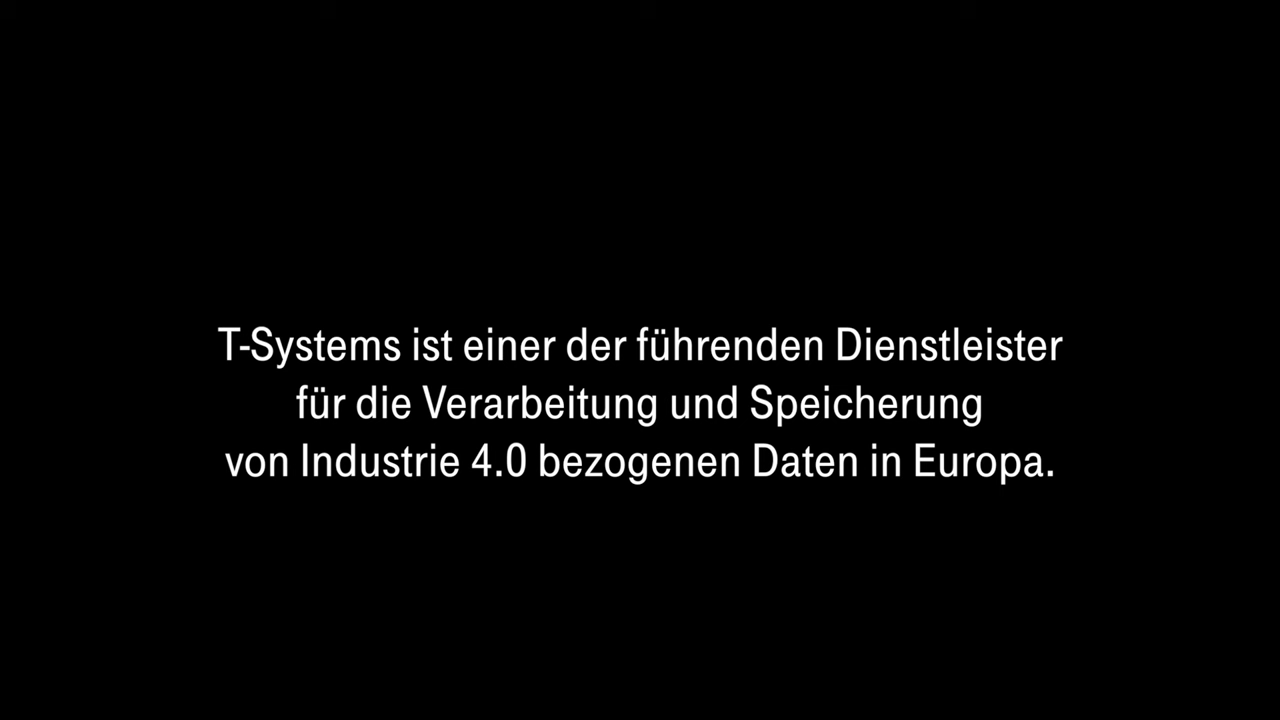 T-Systems ist einer der führenden Dienstleister
für die Verarbeitung und Speicherung
von Industrie 4.0 bezogenen Daten in Europa.